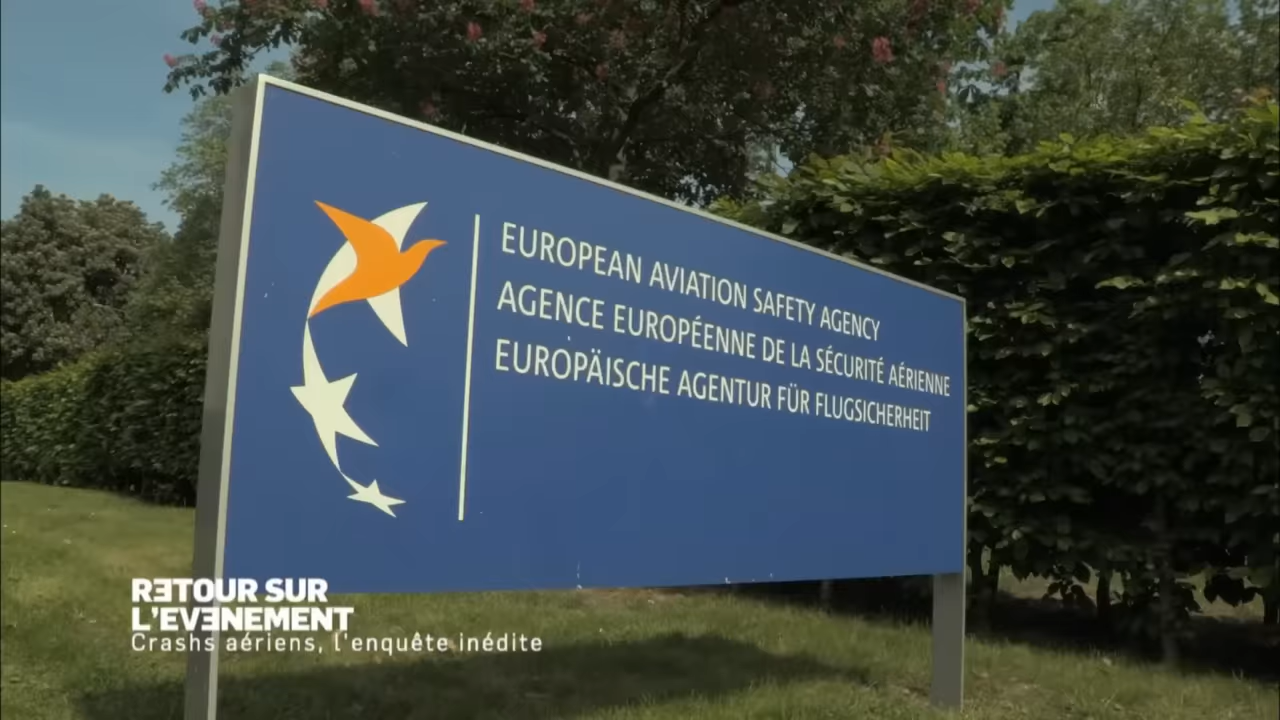 EUROPEAN AVIATION SAFETY AGENCY
AGENCE EUROPÉENNE DE LA SÉCURITÉ AÉRIENNE
EUROPÄISCHE AGENTUR FÜR FLUGSICHERHEIT
RETOUR SUR
L'EVENEMENT
Crashs aériens, l'enquête inédite